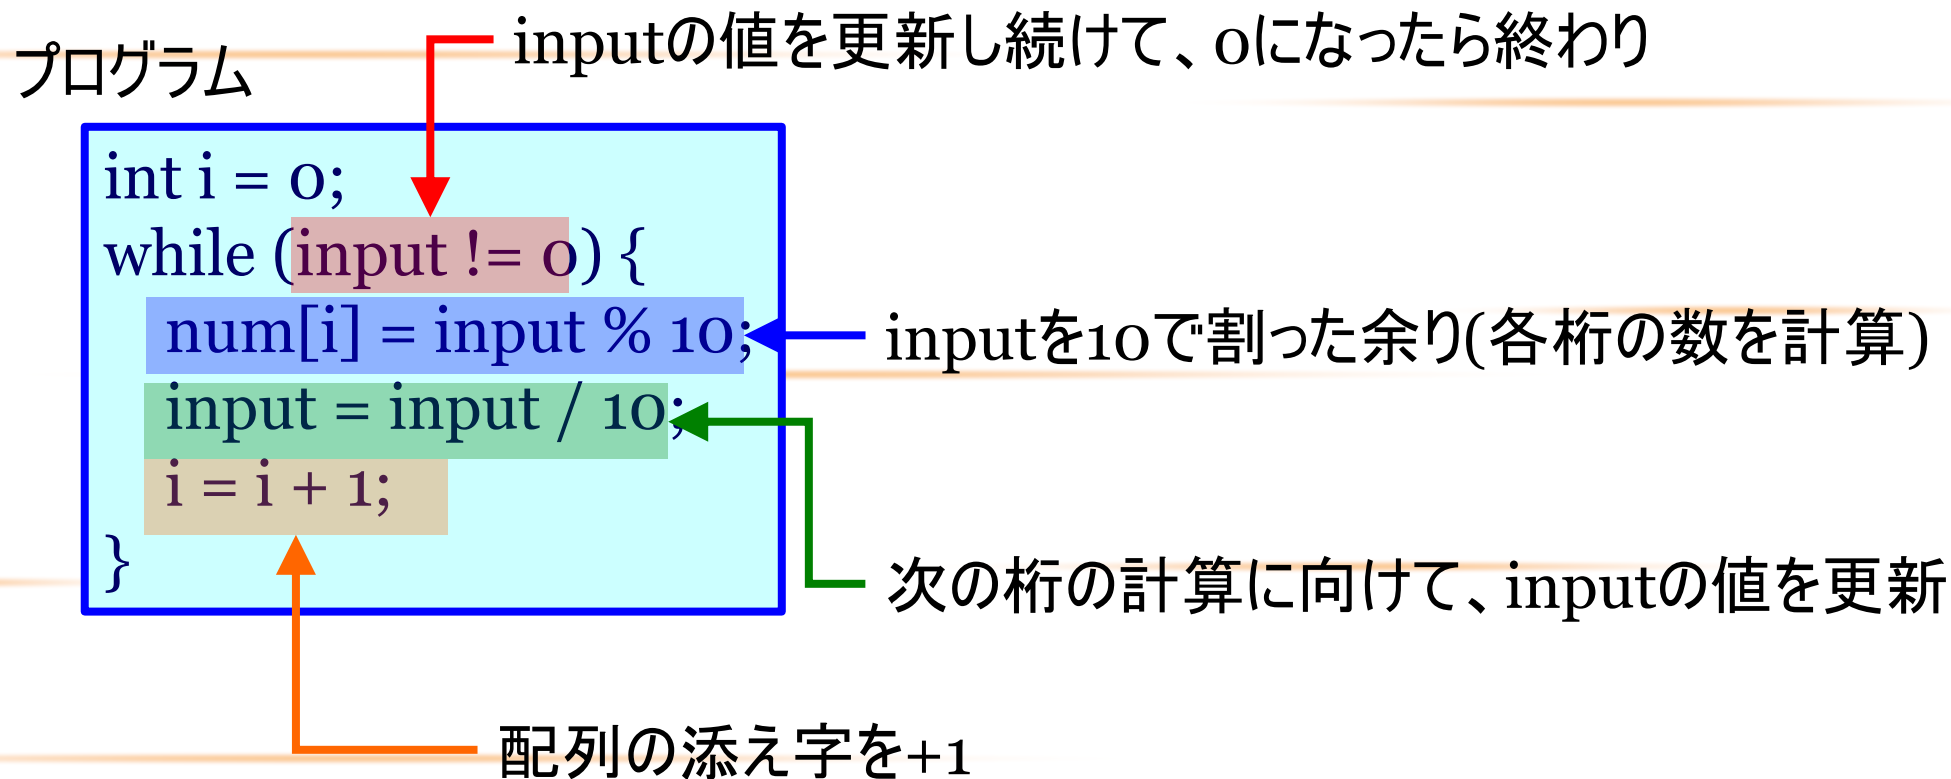 inputの値を更新し続けて、0になったら終わり
プログラム
int i = 0;
while (input != 0) {
num[i] = input % 10;
inputを10で割った余り(各桁の数を計算)
input = input / 10;
i = i + 1;
}
次の桁の計算に向けて、inputの値を更新
配列の添え字を+1